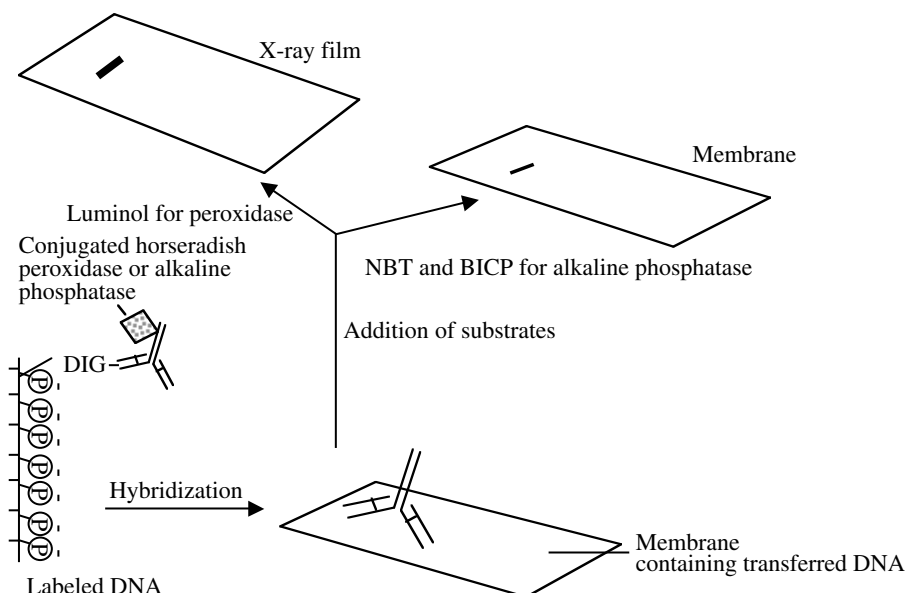 X-ray film
Membrane
Luminol for peroxidase
Conjugated horseradish
peroxidase or alkaline
phosphatase
NBT and BICP for alkaline phosphatase
Addition of substrates
DIG
P
P
P
P
P
P
P
Hybridization
Membrane
containing transferred DNA
Labeled DNA